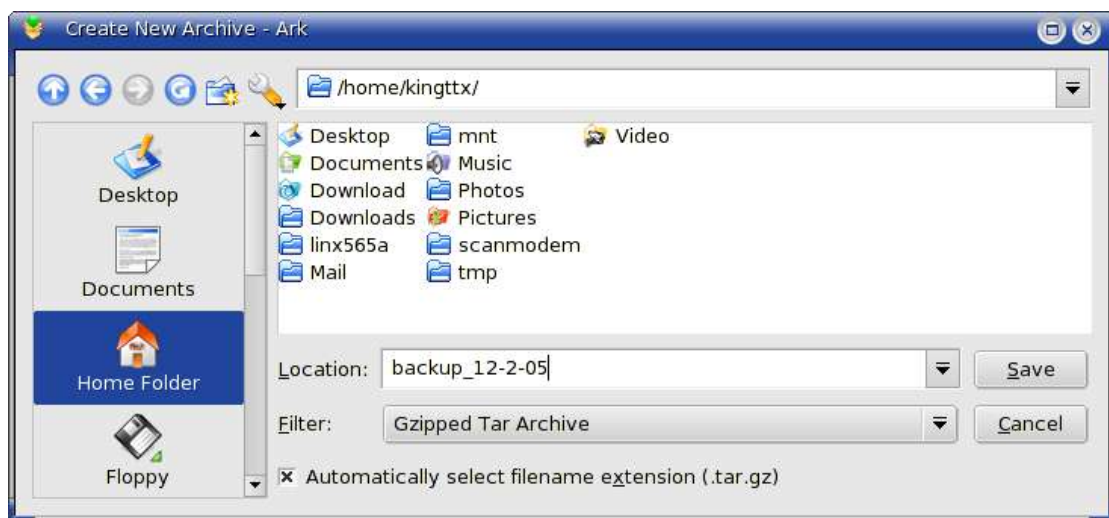 Create New Archive - Ark
/home/kingttx/
Desktop
Documents
Home Folder
Floppy
Desktop
Documents
Download
Downloads
linx565a
Mail
mnt
Music
Photos
Pictures
scanmodem
tmp
Video
Location: backup_12-2-05 Save
Filter: Gzipped Tar Archive Cancel
Automatically select filename extension (.tar.gz)